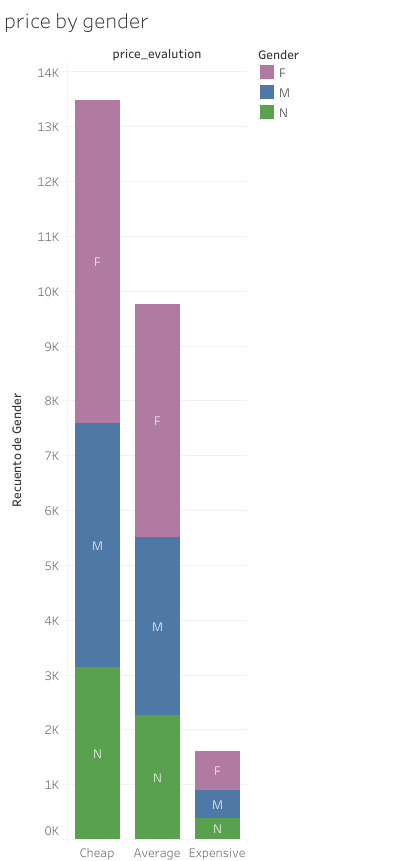 price by gender
price_evalution
Gender
F
M
N
14K
13K
12K
11K
10K
9K
8K
7K
6K
5K
4K
3K
2K
1K
0K
Recuento de Gender
F
M
N
F
M
N
F
M
N
Cheap Average Expensive